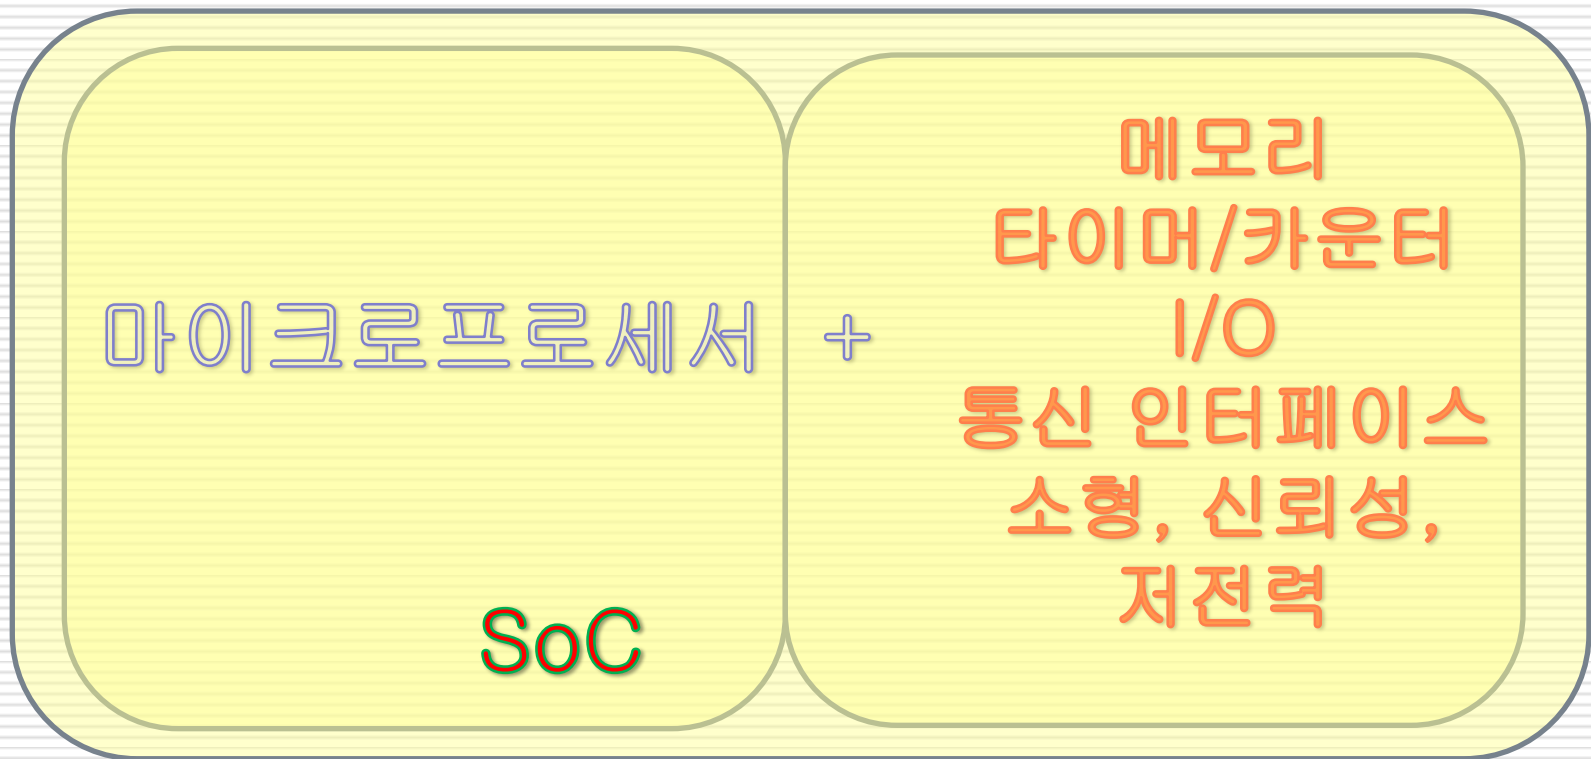 마이크로프로세서 +
메모리
타이머/카운터
I/O
통신 인터페이스
소형, 신뢰성,
저전력
SoC